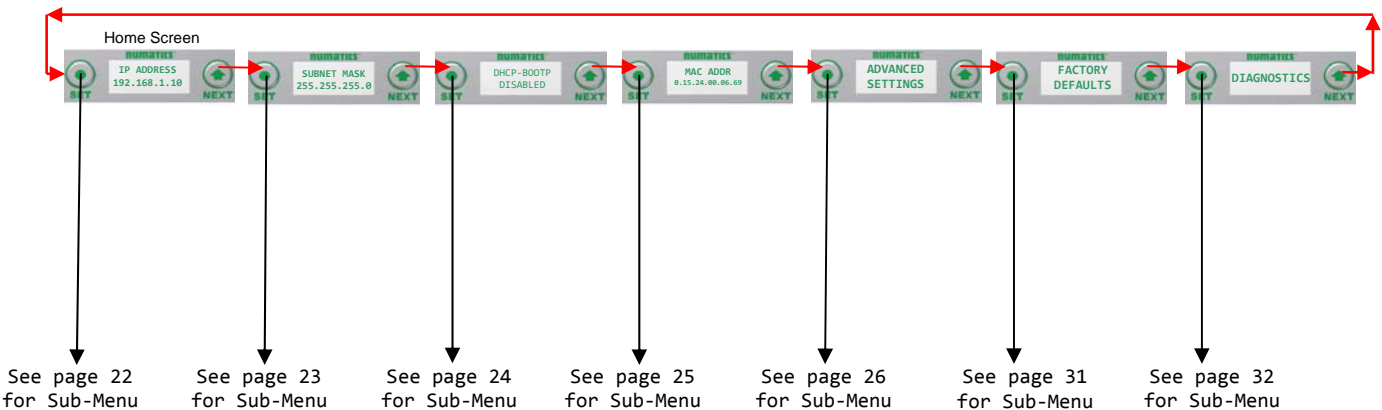 Home Screen
numatics
IP ADDRESS
192.168.1.10
SET
NEXT
numatics
SUBNET MASK
255.255.255.0
SET
NEXT
numatics
DHCP-BOOTP
DISABLED
SET
NEXT
numatics
MAC ADDR
0.15.24.00.06.69
SET
NEXT
numatics
ADVANCED
SETTINGS
SET
NEXT
numatics
FACTORY
DEFAULTS
SET
NEXT
numatics
DIAGNOSTICS
SET
NEXT
See page 22
for Sub-Menu
See page 23
for Sub-Menu
See page 24
for Sub-Menu
See page 25
for Sub-Menu
See page 26
for Sub-Menu
See page 31
for Sub-Menu
See page 32
for Sub-Menu